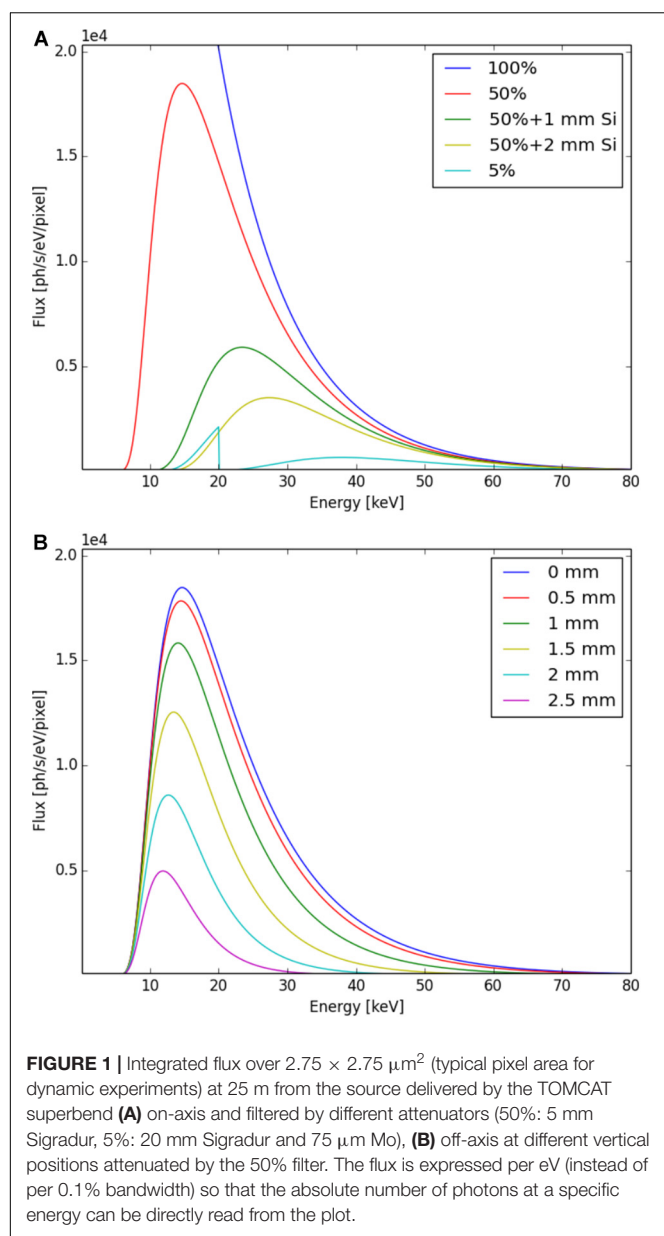 A
1e4
2.0
100%
50%
50%+1 mm Si
50%+2 mm Si
5%
1.5
1.0
0.5
Flux [ph/s/eV/pixel]
10 20 30 40 50 60 70 80
Energy [keV]
B
1e4
2.0
0 mm
0.5 mm
1 mm
1.5 mm
2 mm
2.5 mm
1.5
1.0
0.5
Flux [ph/s/eV/pixel]
10 20 30 40 50 60 70 80
Energy [keV]
FIGURE 1 | Integrated flux over 2.75 × 2.75 μm² (typical pixel area for
dynamic experiments) at 25 m from the source delivered by the TOMCAT
superbend (A) on-axis and filtered by different attenuators (50%: 5 mm
Sigradur, 5%: 20 mm Sigradur and 75 μm Mo), (B) off-axis at different vertical
positions attenuated by the 50% filter. The flux is expressed per eV (instead of
per 0.1% bandwidth) so that the absolute number of photons at a specific
energy can be directly read from the plot.